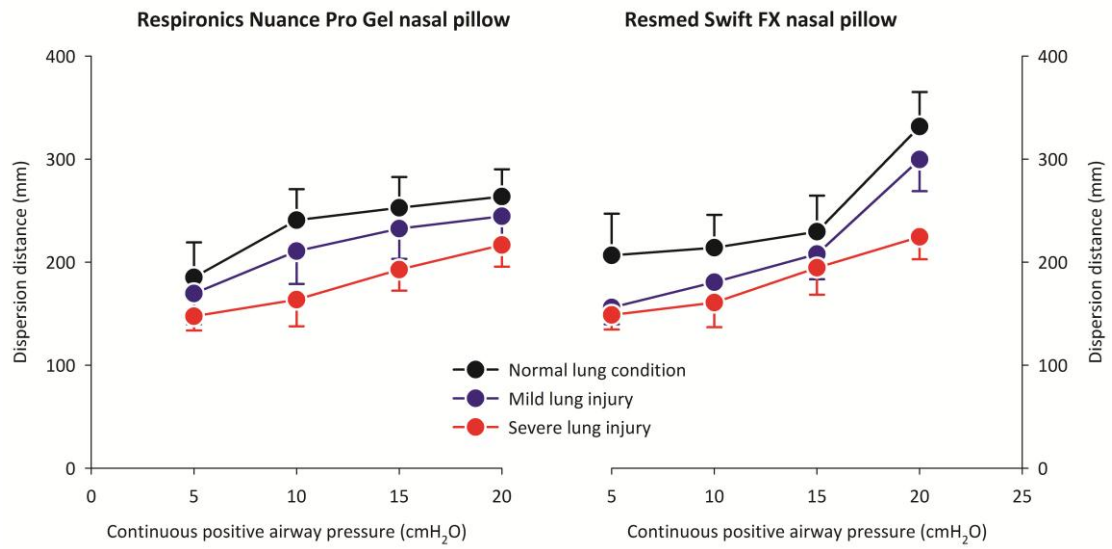 Respironics Nuance Pro Gel nasal pillow
Resmed Swift FX nasal pillow
400
300
200
100
0
Dispersion distance (mm)
0
5
10
15
20
Continuous positive airway pressure (cmH₂O)
Normal lung condition
Mild lung injury
Severe lung injury
5
10
15
20
25
Continuous positive airway pressure (cmH₂O)
400
300
200
100
0
Dispersion distance (mm)